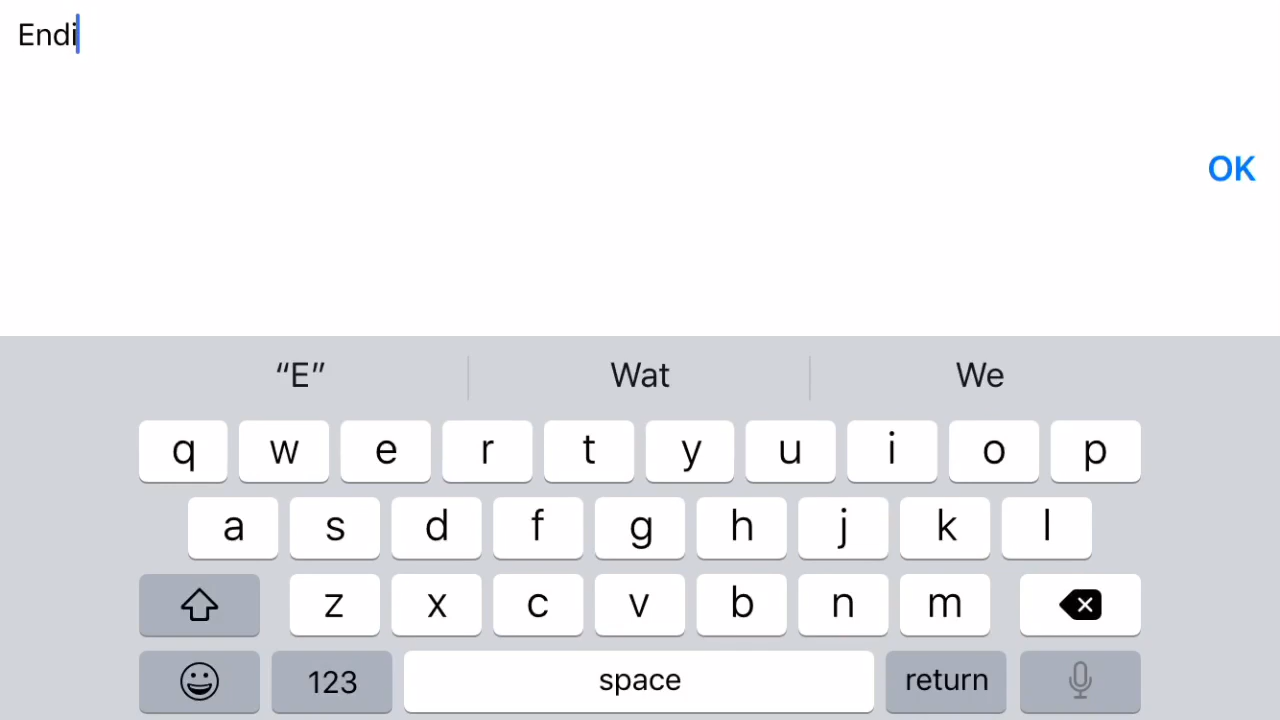 Endi
OK
“E” Wat We
q w e r t y u i o p
a s d f g h j k l
z x c v b n m
123 space return